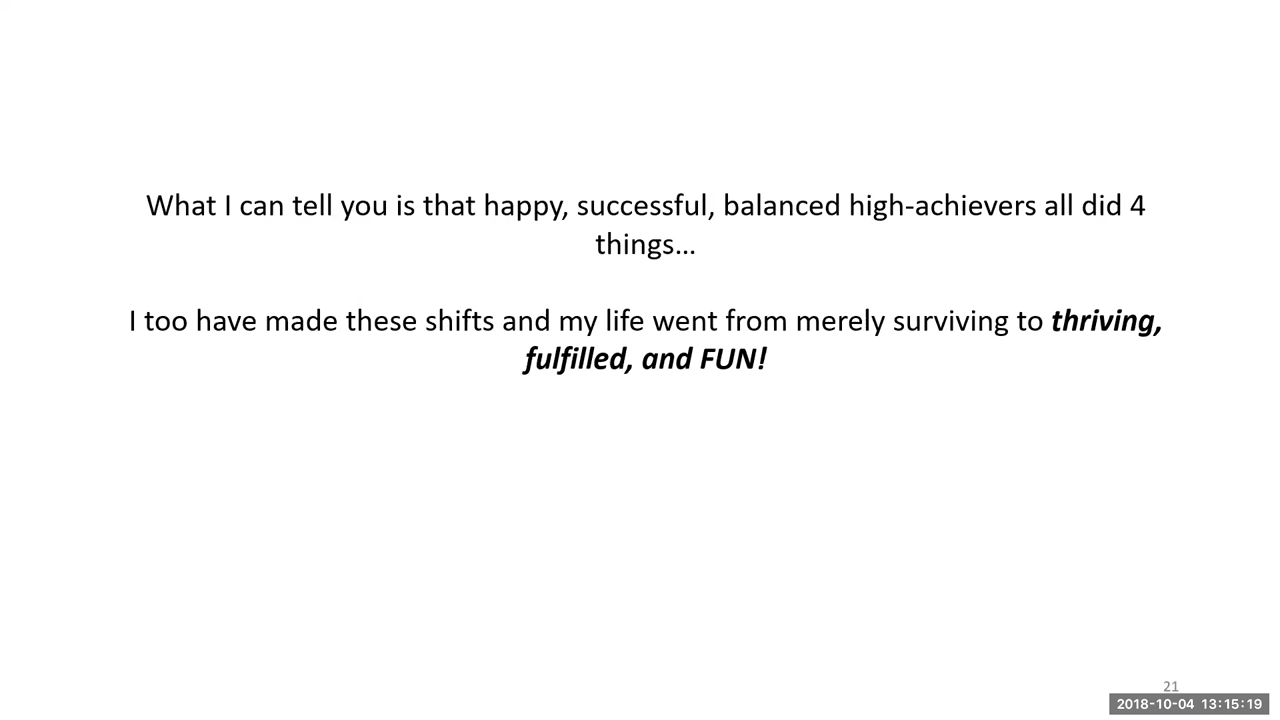 What I can tell you is that happy, successful, balanced high-achievers all did 4
things...
I too have made these shifts and my life went from merely surviving to thriving,
fulfilled, and FUN!
21
2018-10-04 13:15:19